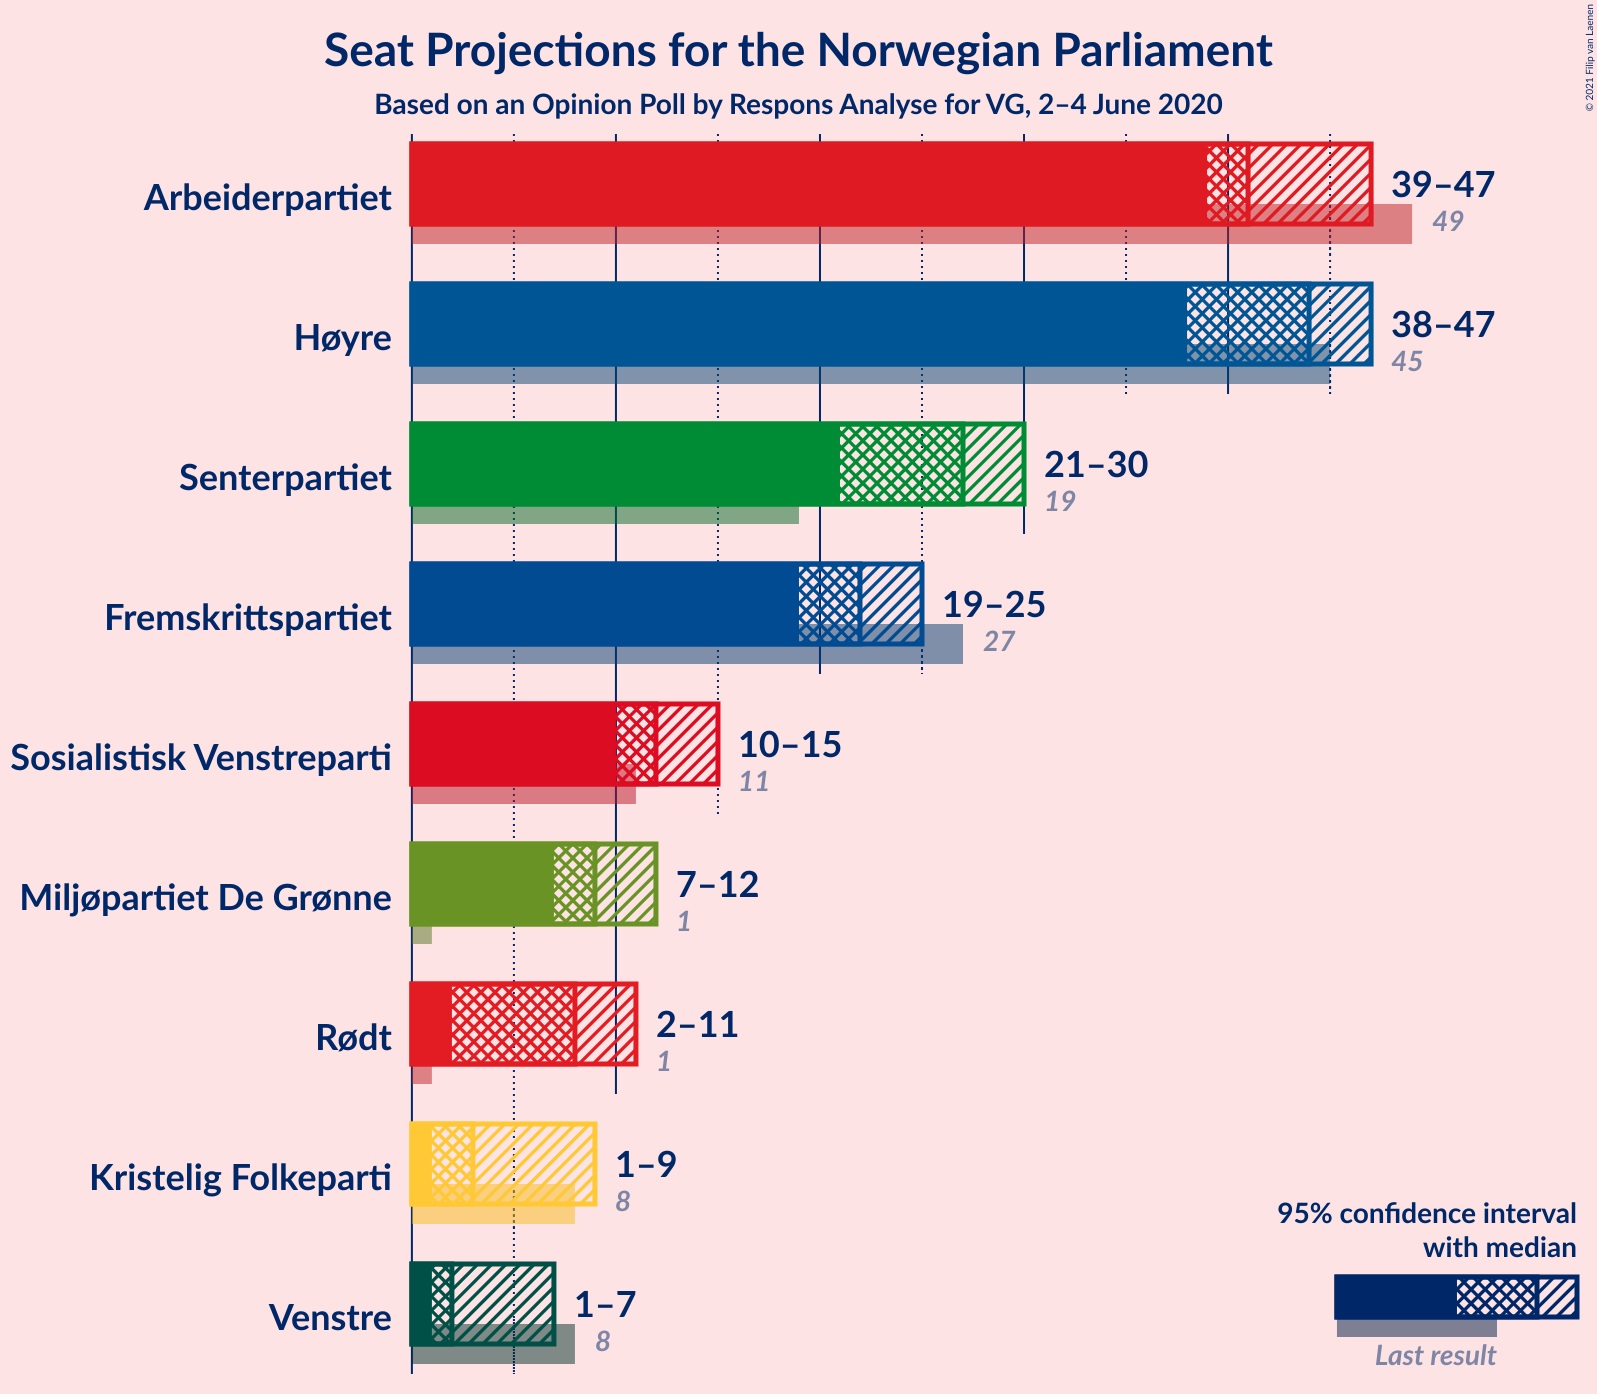 Seat Projections for the Norwegian Parliament
Based on an Opinion Poll by Respons Analyse for VG, 2–4 June 2020
© 2021 Filip van Laenen
Arbeiderpartiet
39–47
49
Høyre
38–47
45
Senterpartiet
21–30
19
Fremskrittspartiet
19–25
27
Sosialistisk Venstreparti
10–15
11
Miljøpartiet De Grønne
7–12
1
Rødt
2–11
1
Kristelig Folkeparti
1–9
8
Venstre
1–7
8
95% confidence interval
with median
Last result